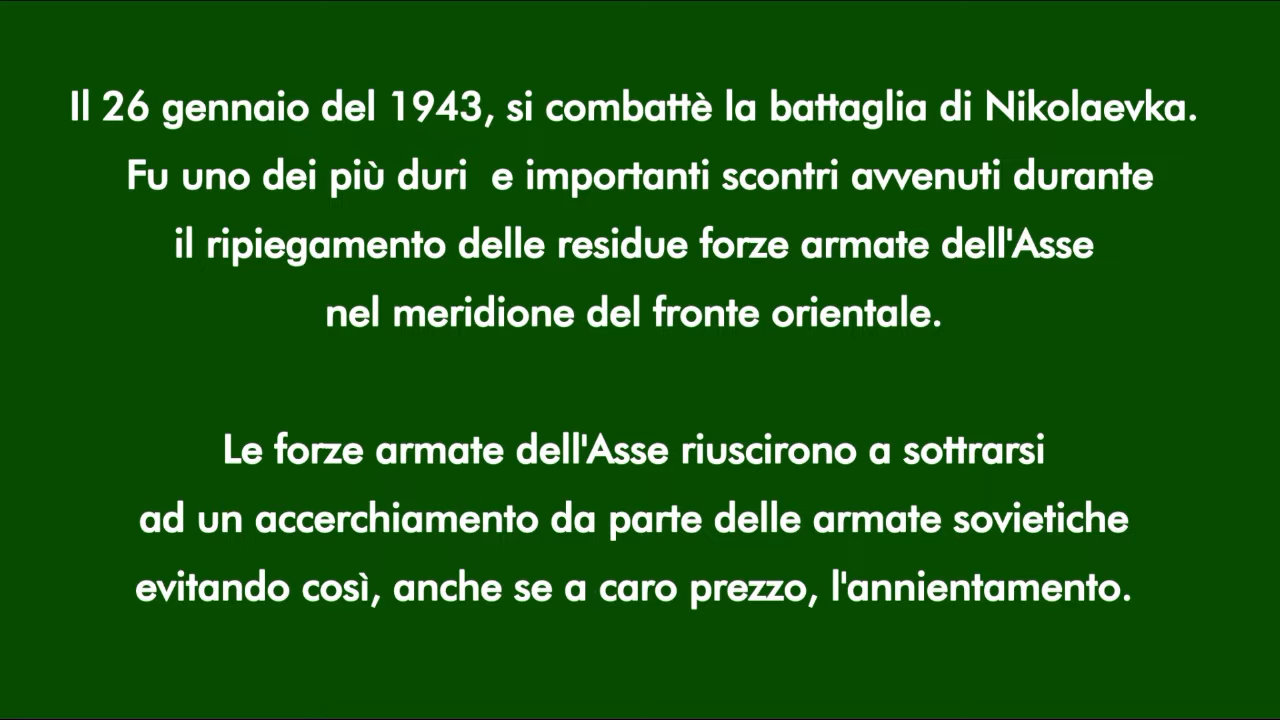 Il 26 gennaio del 1943, si combattè la battaglia di Nikolaevka.
Fu uno dei più duri  e importanti scontri avvenuti durante
il ripiegamento delle residue forze armate dell'Asse
nel meridione del fronte orientale.
Le forze armate dell'Asse riuscirono a sottrarsi
ad un accerchiamento da parte delle armate sovietiche
evitando così, anche se a caro prezzo, l'annientamento.